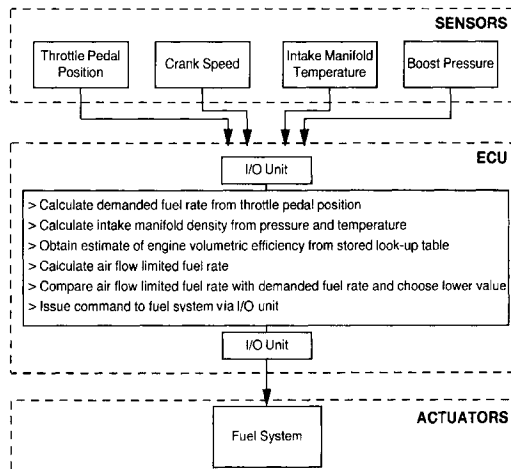 SENSORS
Throttle Pedal
Position
Crank Speed
Intake Manifold
Temperature
Boost Pressure
ECU
I/O Unit
> Calculate demanded fuel rate from throttle pedal position
> Calculate intake manifold density from pressure and temperature
> Obtain estimate of engine volumetric efficiency from stored look-up table
> Calculate air flow limited fuel rate
> Compare air flow limited fuel rate with demanded fuel rate and choose lower value
> Issue command to fuel system via I/O unit
I/O Unit
ACTUATORS
Fuel System